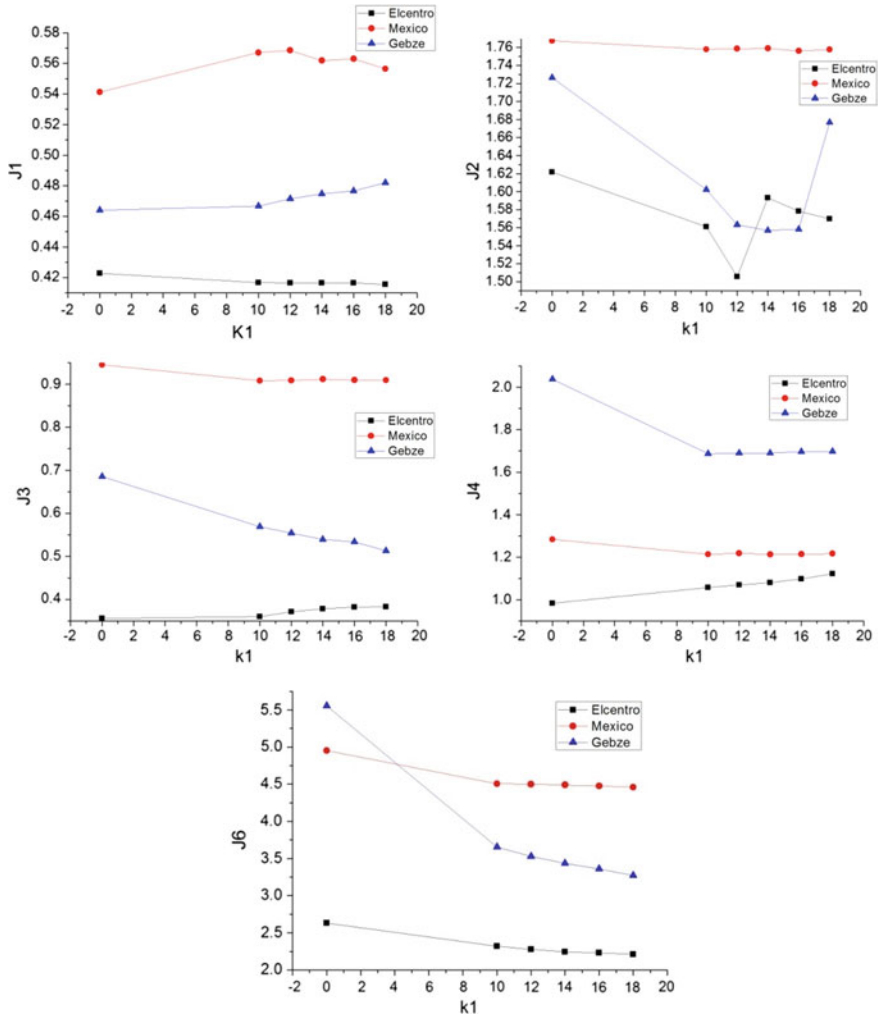 Elcentro
Mexico
Gebze
0.58
0.56
0.54
0.52
0.50
0.48
0.46
0.44
0.42
J1
-2 0 2 4 6 8 10 12 14 16 18 20
K1
Elcentro
Mexico
Gebze
1.76
1.74
1.72
1.70
1.68
1.66
1.64
1.62
1.60
1.58
1.56
1.54
1.52
1.50
J2
-2 0 2 4 6 8 10 12 14 16 18 20
k1
Elcentro
Mexico
Gebze
0.9
0.8
0.7
0.6
0.5
0.4
J3
-2 0 2 4 6 8 10 12 14 16 18 20
k1
Elcentro
Mexico
Gebze
2.0
1.8
1.6
1.4
1.2
1.0
J4
-2 0 2 4 6 8 10 12 14 16 18 20
k1
Elcentro
Mexico
Gebze
5.5
5.0
4.5
4.0
3.5
3.0
2.5
2.0
J6
-2 0 2 4 6 8 10 12 14 16 18 20
k1